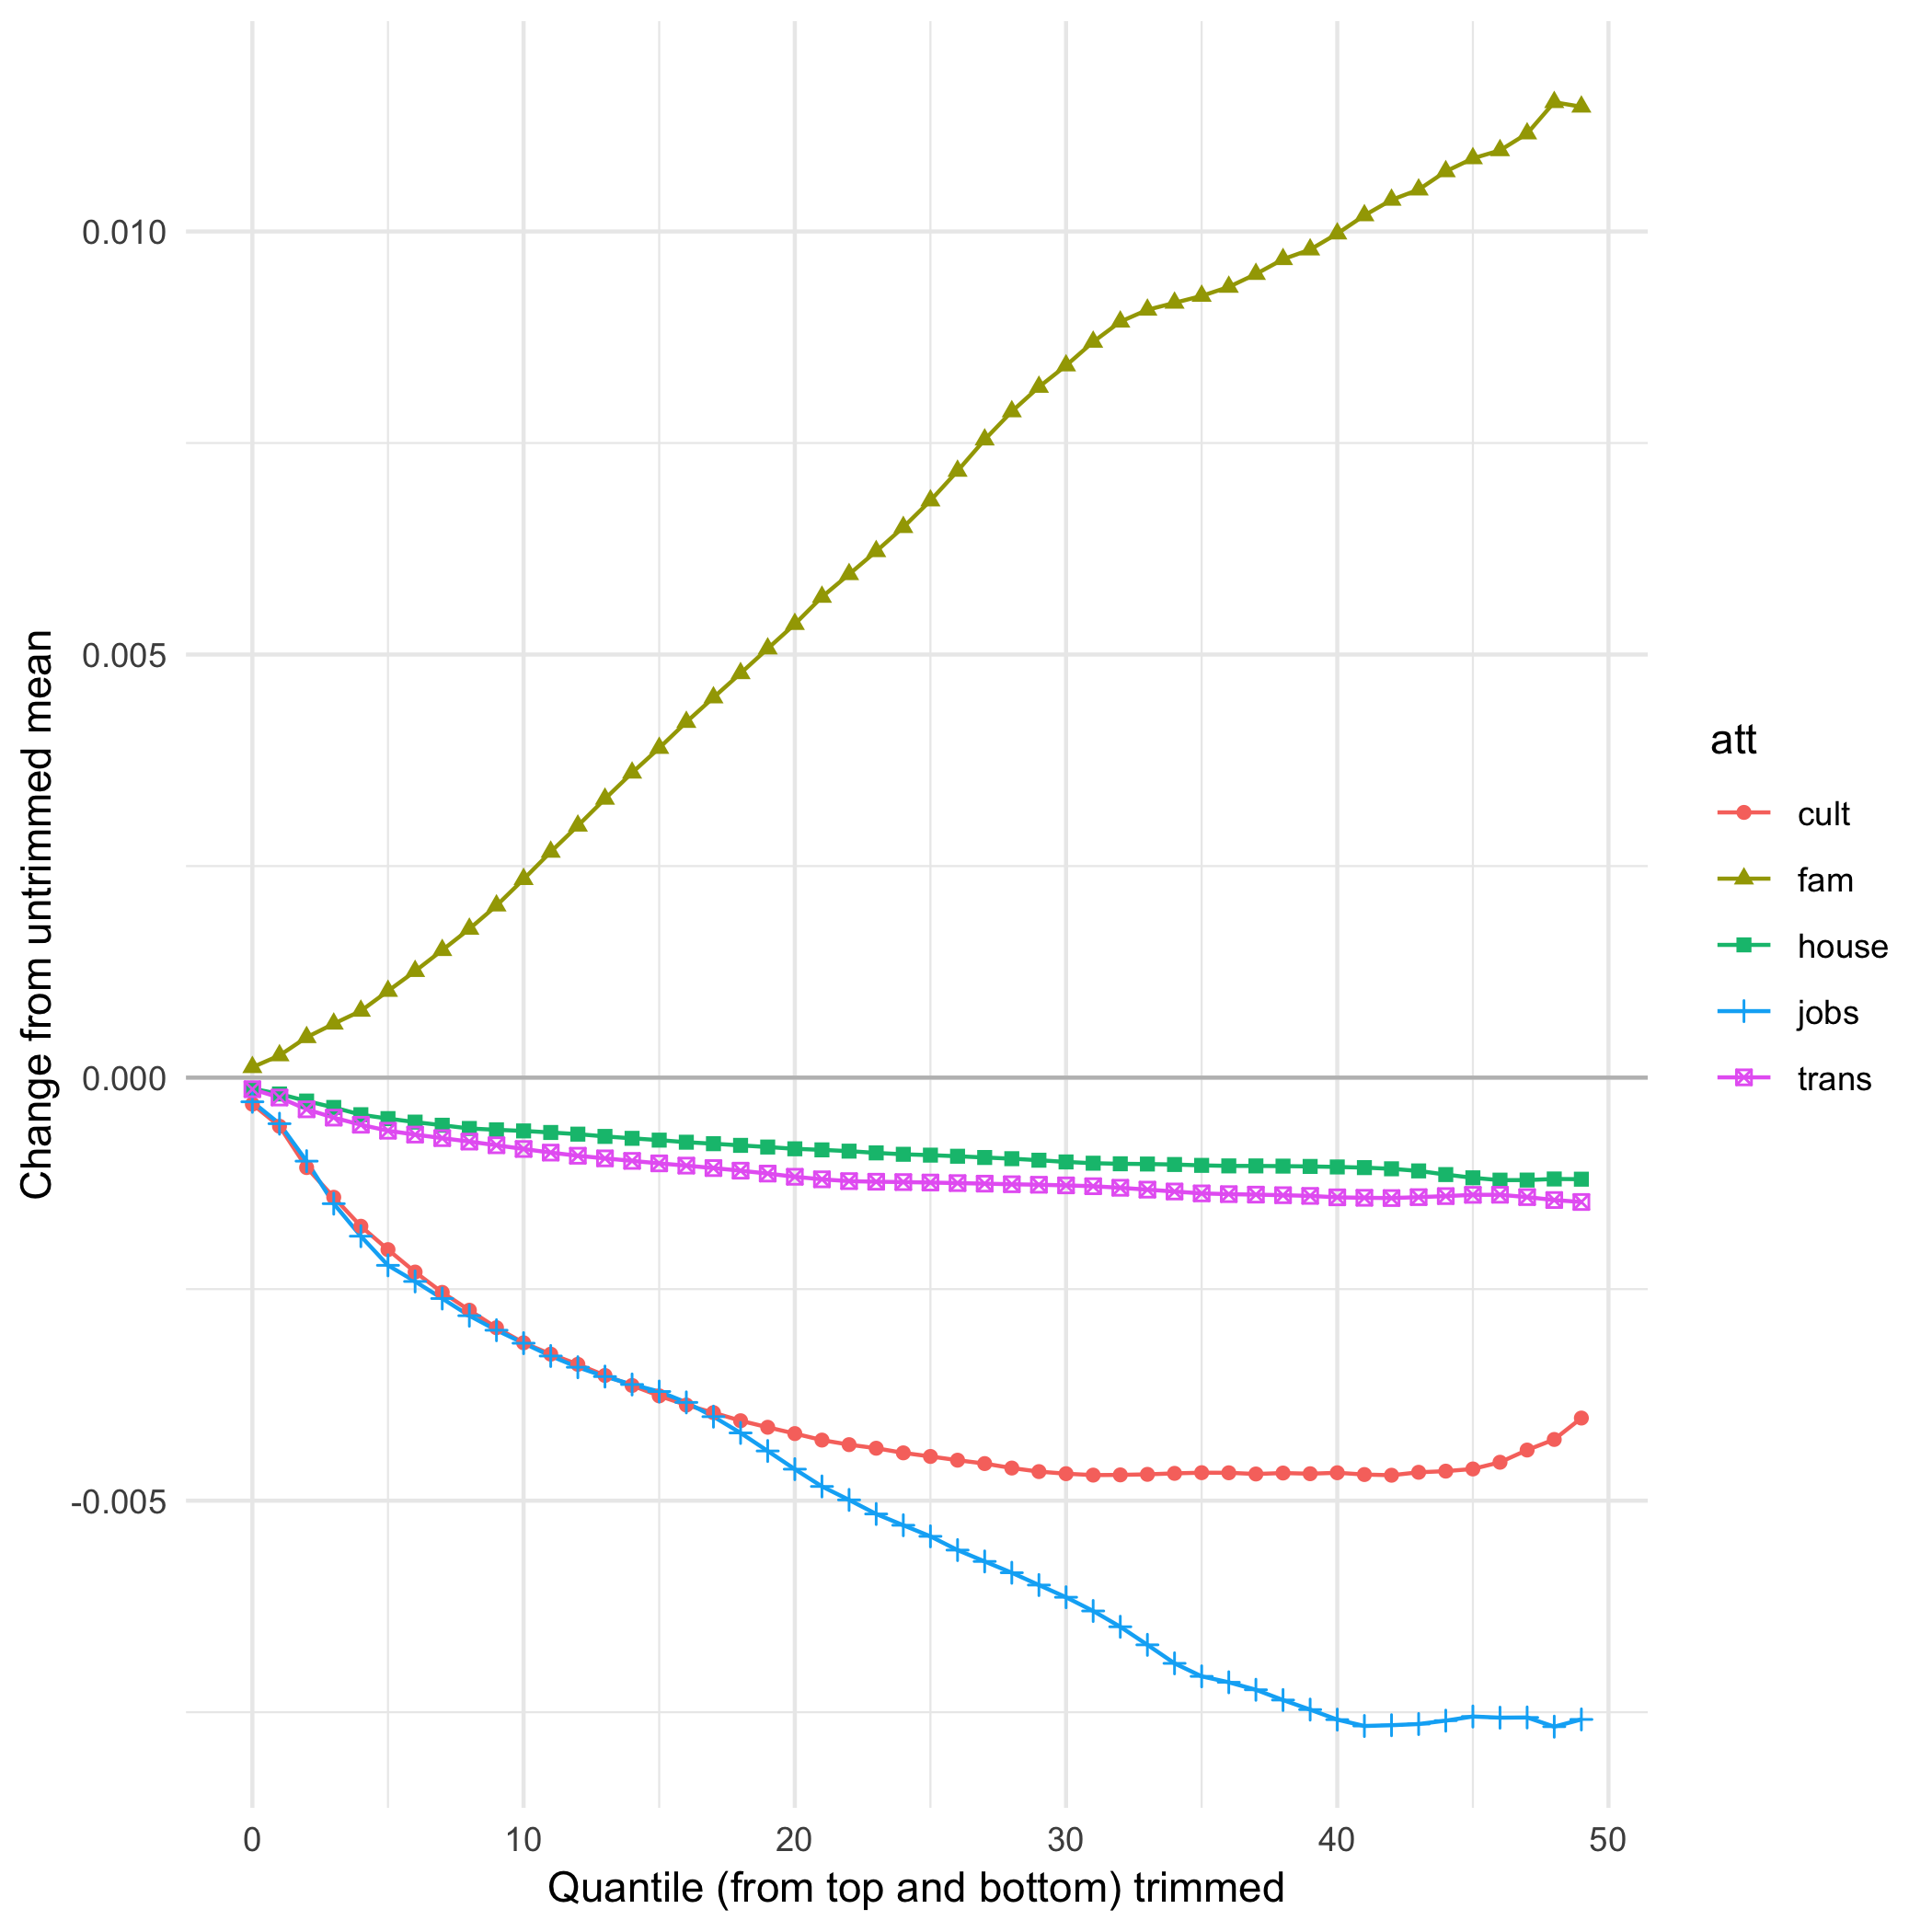 Change from untrimmed mean
0.010
0.005
0.000
-0.005
0
10
20
30
40
50
Quantile (from top and bottom) trimmed
att
cult
fam
house
jobs
trans